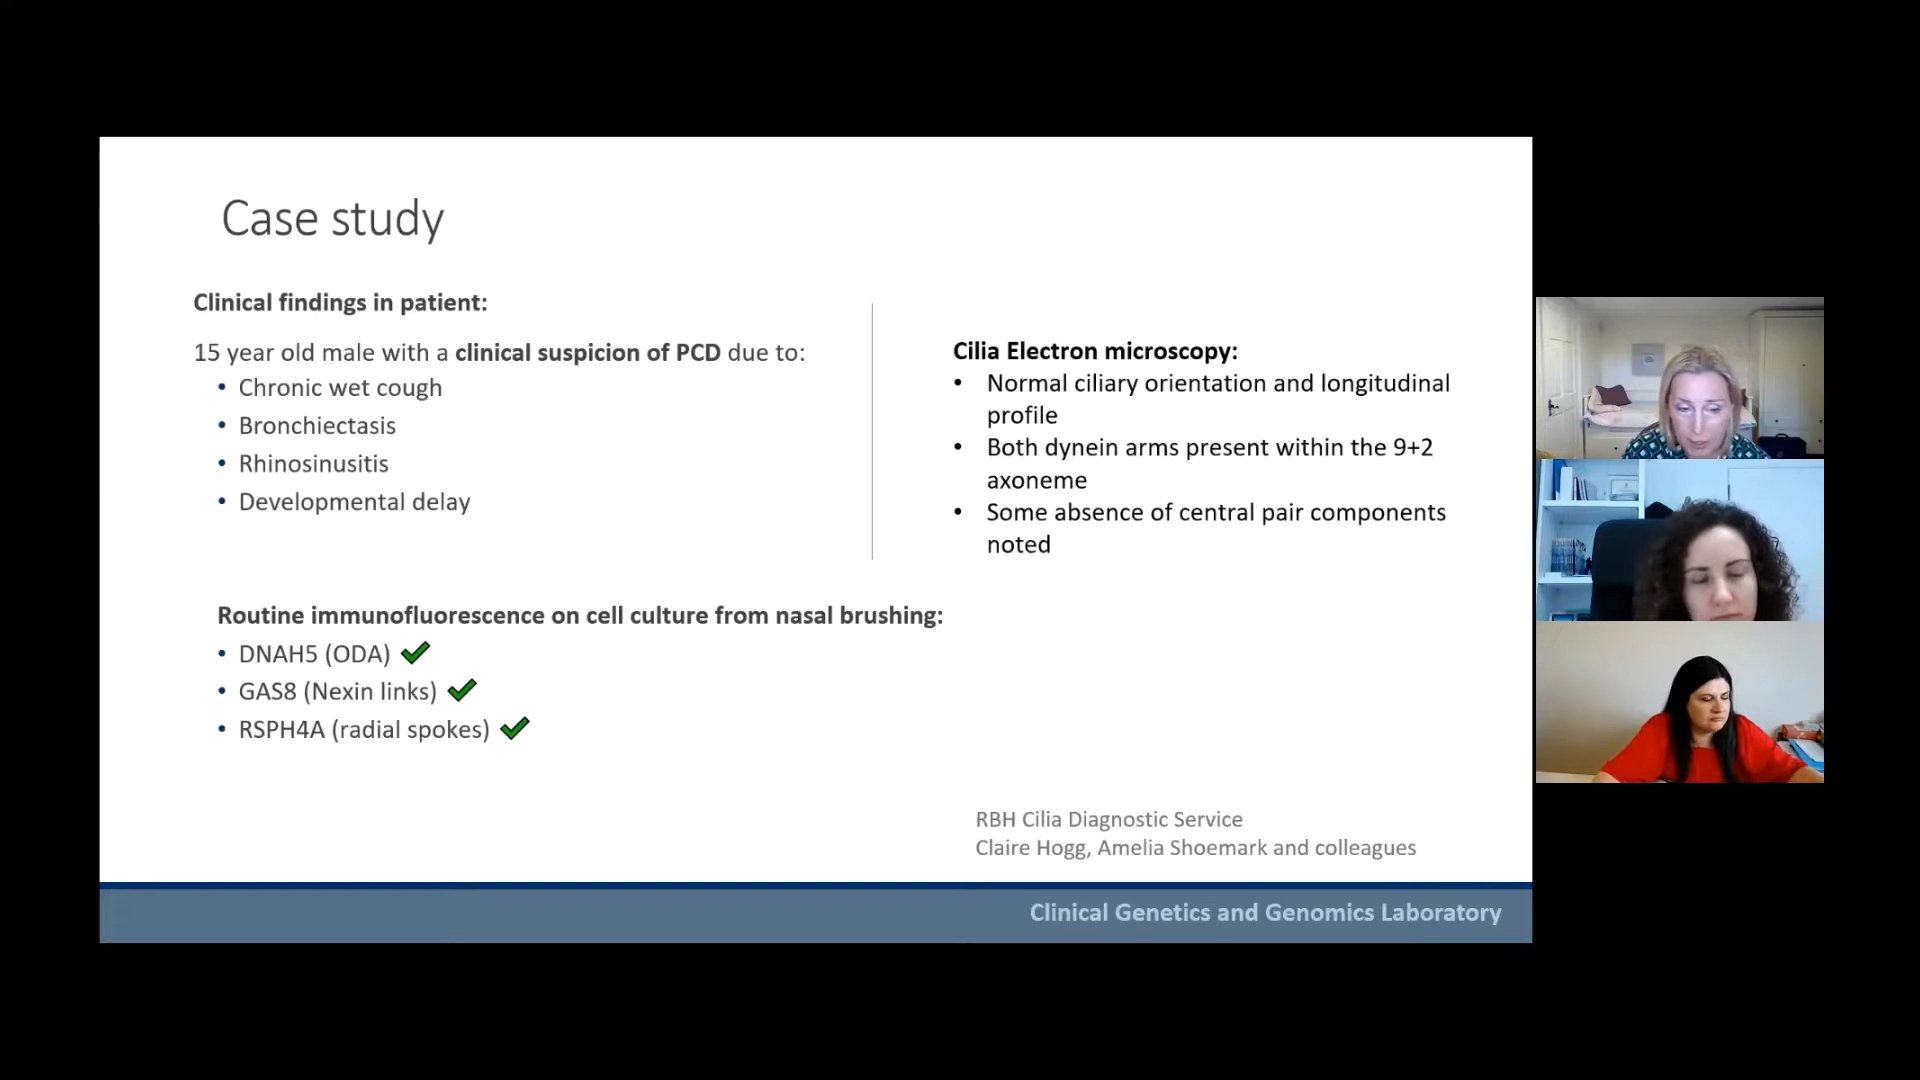 Case study
Clinical findings in patient:
15 year old male with a clinical suspicion of PCD due to:
• Chronic wet cough
• Bronchiectasis
• Rhinosinusitis
• Developmental delay
Cilia Electron microscopy:
• Normal ciliary orientation and longitudinal
profile
• Both dynein arms present within the 9+2
axoneme
• Some absence of central pair components
noted
Routine immunofluorescence on cell culture from nasal brushing:
• DNAH5 (ODA)
• GAS8 (Nexin links)
• RSPH4A (radial spokes)
RBH Cilia Diagnostic Service
Claire Hogg, Amelia Shoemark and colleagues
Clinical Genetics and Genomics Laboratory